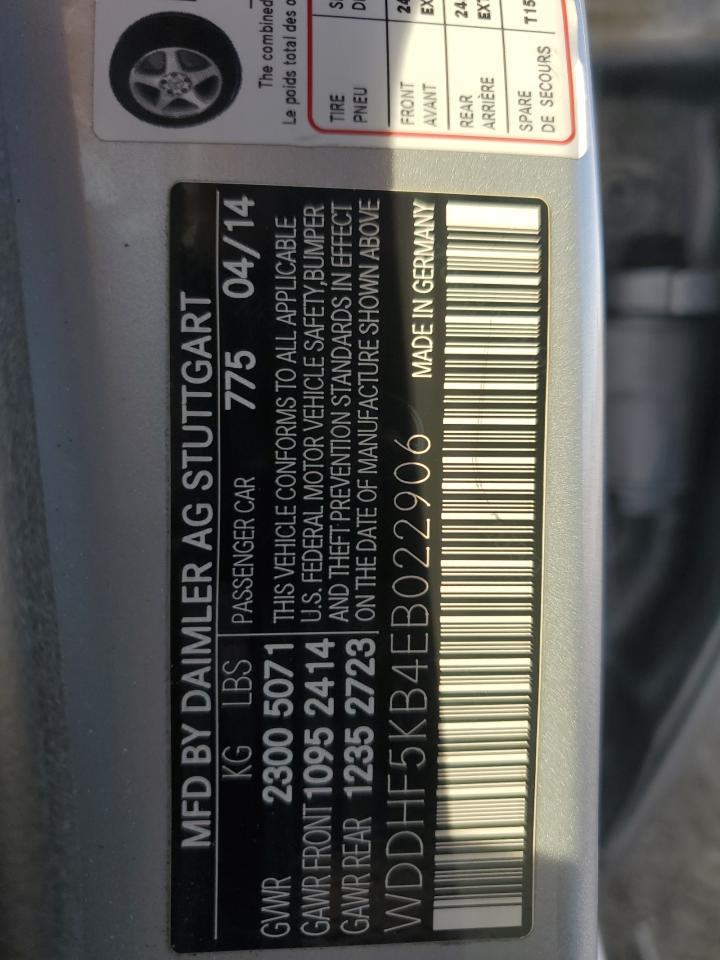 The combined
Le poids total des o
TIRE
PNEU
FRONT
AVANT
REAR
ARRIÈRE
SPARE
DE SECOURS
T15
MFD BY DAIMLER AG STUTTGART
KG LBS PASSENGER CAR 775 04/14
GVWR 2300 5071 THIS VEHICLE CONFORMS TO ALL APPLICABLE
GAWR FRONT 1095 2414 U.S. FEDERAL MOTOR VEHICLE SAFETY,BUMPER
GAWR REAR 1235 2723 AND THEFT PREVENTION STANDARDS IN EFFECT
ON THE DATE OF MANUFACTURE SHOWN ABOVE
WDDHF5KB4EB022906 MADE IN GERMANY